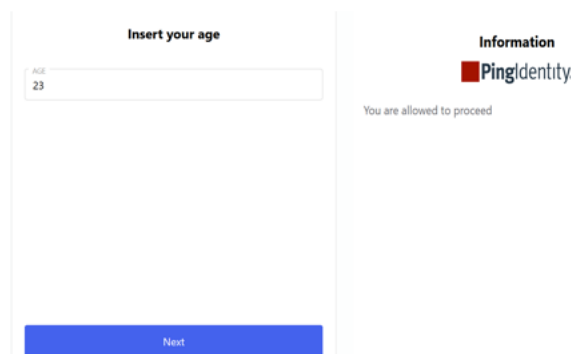 Insert your age
AGE
23
Next
Information
PingIdentity.
You are allowed to proceed